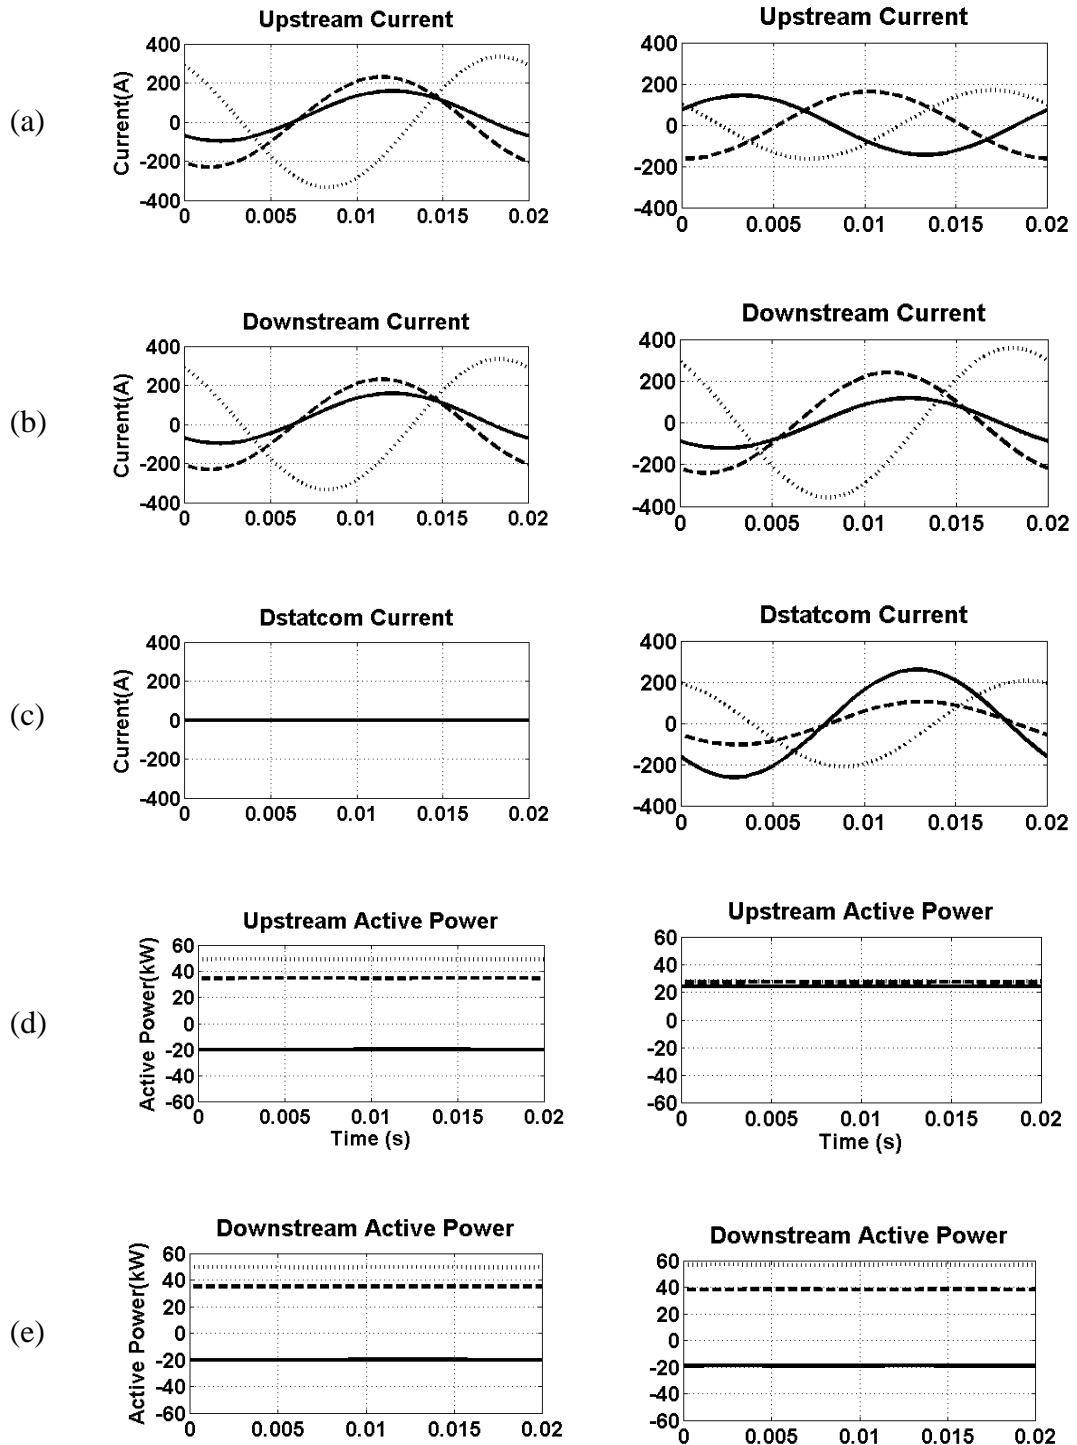 Upstream Current
Upstream Current
(a)
Current(A)
400
200
0
-200
-400
0 0.005 0.01 0.015 0.02
400
200
0
-200
-400
0 0.005 0.01 0.015 0.02
Downstream Current
Downstream Current
(b)
Current(A)
400
200
0
-200
-400
0 0.005 0.01 0.015 0.02
400
200
0
-200
-400
0 0.005 0.01 0.015 0.02
Dstatcom Current
Dstatcom Current
(c)
Current(A)
400
200
0
-200
-400
0 0.005 0.01 0.015 0.02
400
200
0
-200
-400
0 0.005 0.01 0.015 0.02
Upstream Active Power
Upstream Active Power
(d)
Active Power(kW)
60
40
20
0
-20
-40
-60
0 0.005 0.01 0.015 0.02
Time (s)
60
40
20
0
-20
-40
-60
0 0.005 0.01 0.015 0.02
Time (s)
Downstream Active Power
Downstream Active Power
(e)
Active Power(kW)
60
40
20
0
-20
-40
-60
0 0.005 0.01 0.015 0.02
60
40
20
0
-20
-40
-60
0 0.005 0.01 0.015 0.02